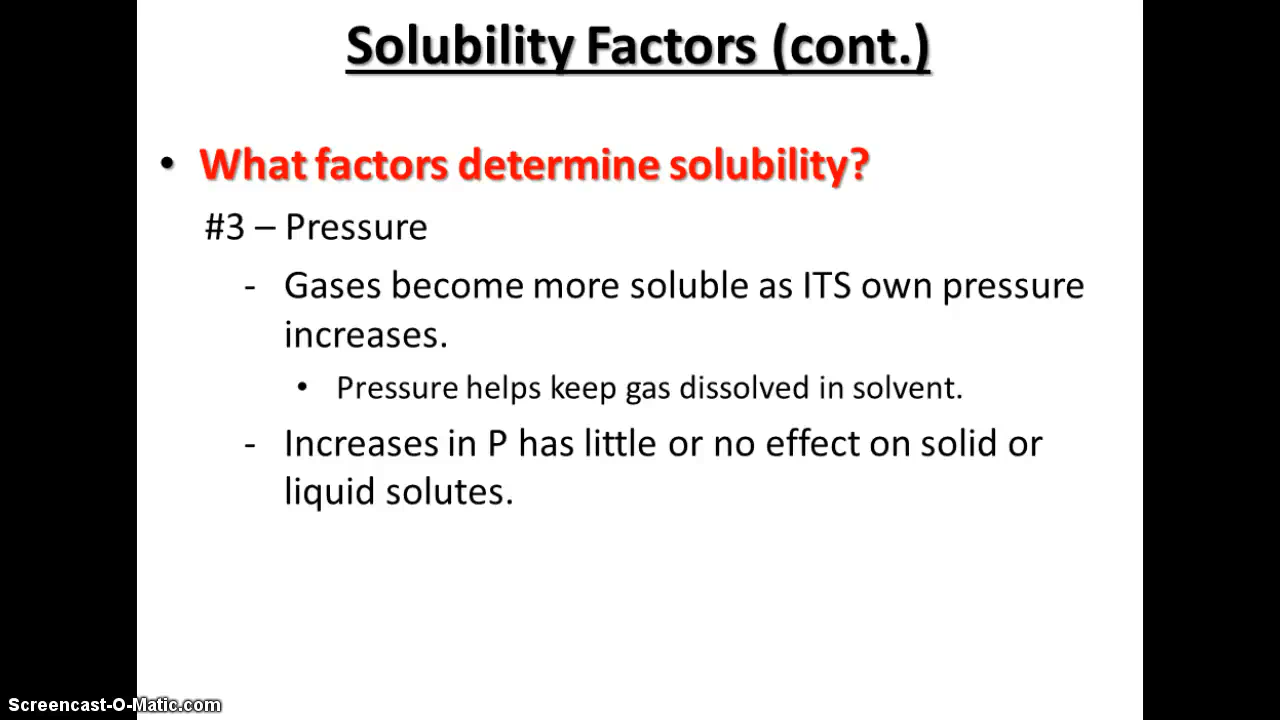 Solubility Factors (cont.)
• What factors determine solubility?
#3 – Pressure
- Gases become more soluble as ITS own pressure
increases.
• Pressure helps keep gas dissolved in solvent.
- Increases in P has little or no effect on solid or
liquid solutes.
Screencast-O-Matic.com